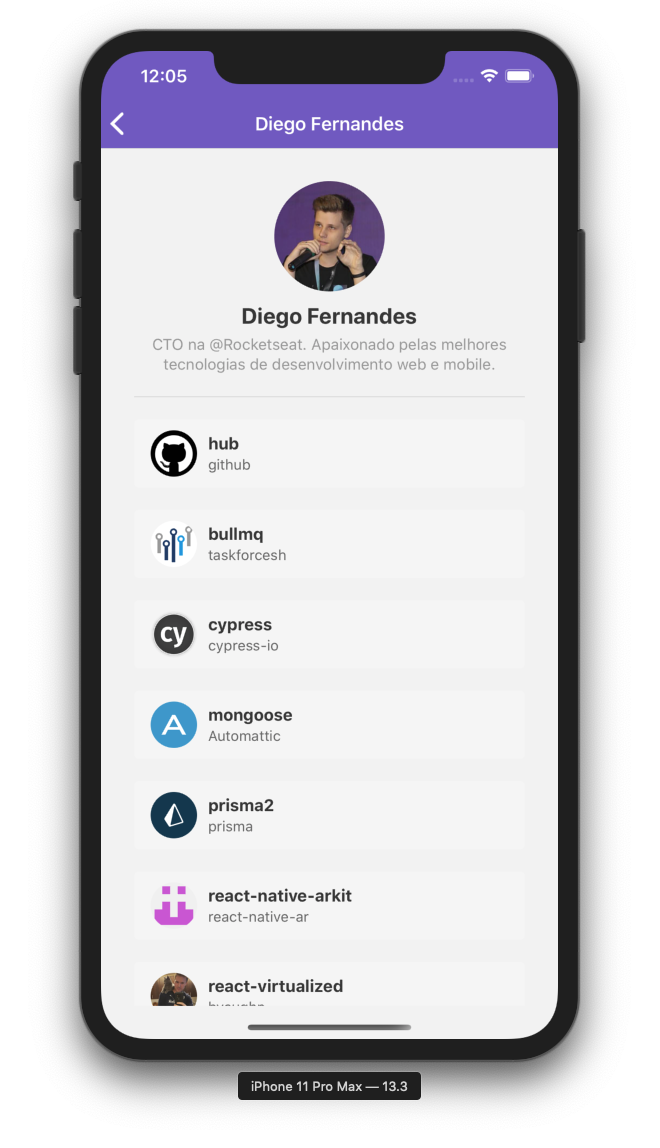 12:05
Diego Fernandes
Diego Fernandes
CTO na @Rocketseat. Apaixonado pelas melhores
tecnologias de desenvolvimento web e mobile.
hub
github
bullmq
taskforcesh
cy
cypress
cypress-io
mongoose
Automattic
prisma2
prisma
react-native-arkit
react-native-ar
react-virtualized
iPhone 11 Pro Max — 13.3